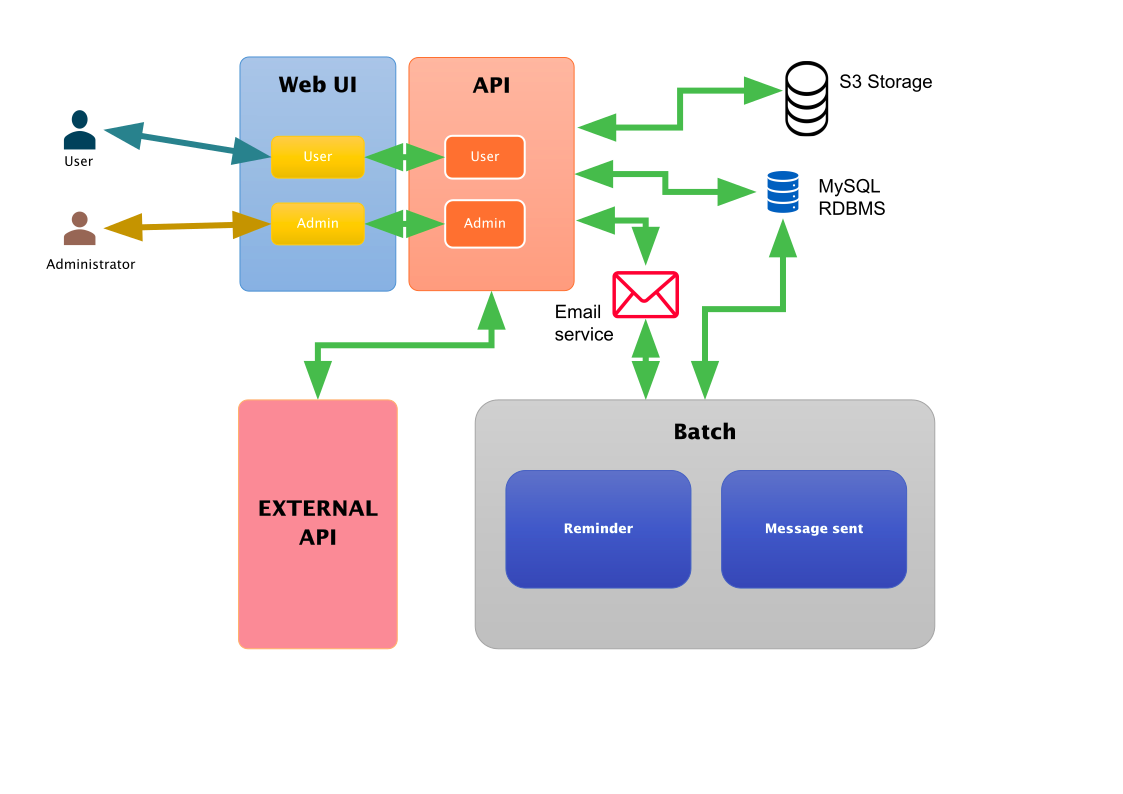 Web UI
API
S3 Storage
User
User
User
MySQL
RDBMS
Admin
Admin
Administrator
Email
service
Batch
EXTERNAL
API
Reminder
Message sent